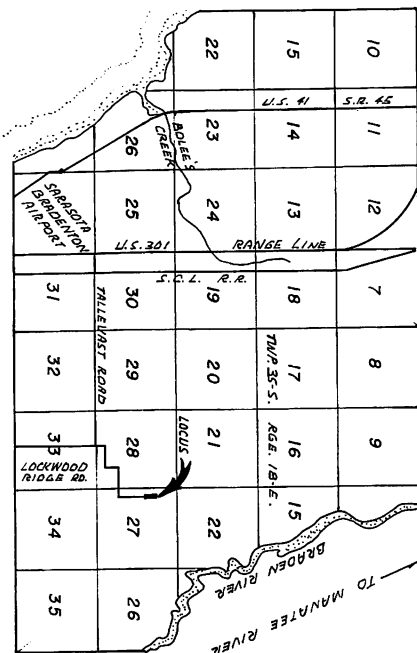 10
15
22
U.S. 41
S.R. 45
11
14
23
BOLEE'S
CREEK
26
12
13
24
25
SARASOTA
BRADENTON
AIRPORT
U.S. 301
RANGE LINE
S.C.L. R.R.
7
18
19
30
31
TALLEVAST ROAD
TWP. 35-S. RGE. 18-E.
8
17
20
29
32
9
16
21
28
33
LOCUS
LOCKWOOD
RIDGE RD.
15
22
27
34
BRADEN RIVER
26
35
TO MANATEE RIVER